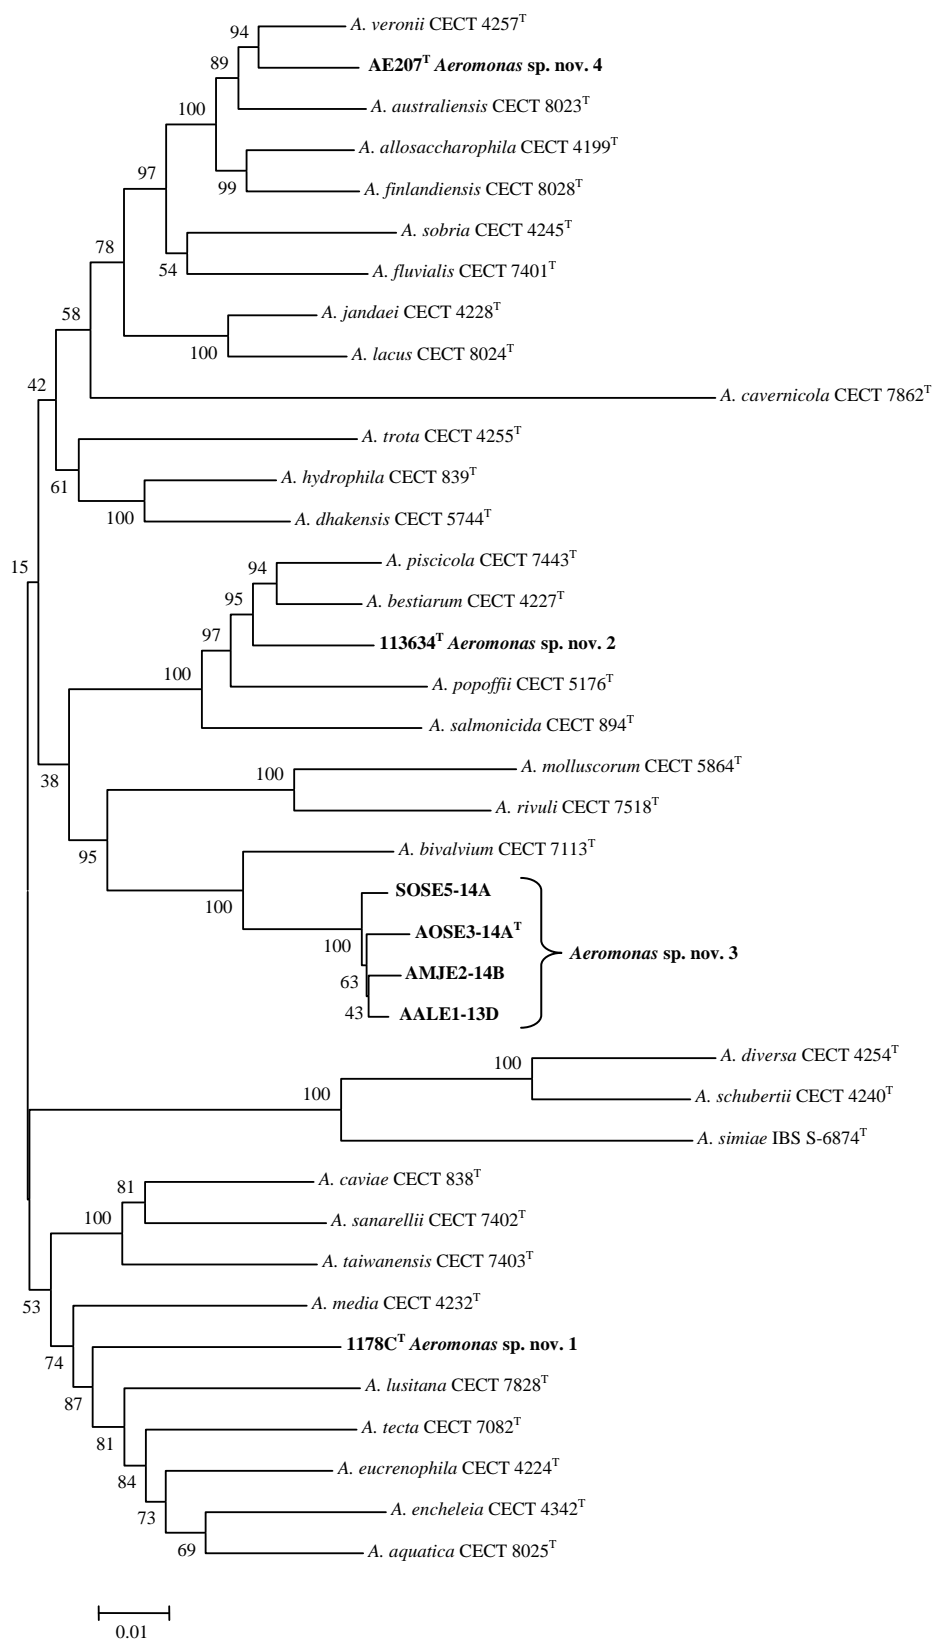 A. veronii CECT 4257T
94
AE207T Aeromonas sp. nov. 4
89
A. australiensis CECT 8023T
100
A. allosaccharophila CECT 4199T
99
A. finlandiensis CECT 8028T
97
A. sobria CECT 4245T
78
54
A. fluvialis CECT 7401T
58
A. jandaei CECT 4228T
100
A. lacus CECT 8024T
42
A. cavernicola CECT 7862T
A. trota CECT 4255T
61
A. hydrophila CECT 839T
100
A. dhakensis CECT 5744T
15
A. piscicola CECT 7443T
94
A. bestiarum CECT 4227T
95
97
113634T Aeromonas sp. nov. 2
100
A. popoffii CECT 5176T
A. salmonicida CECT 894T
38
A. molluscorum CECT 5864T
100
A. rivuli CECT 7518T
95
A. bivalvium CECT 7113T
100
SOSE5-14A
AOSE3-14AT
100
Aeromonas sp. nov. 3
63
AMJE2-14B
43
AALE1-13D
A. diversa CECT 4254T
100
100
A. schubertii CECT 4240T
A. simiae IBS S-6874T
A. caviae CECT 838T
81
100
A. sanarellii CECT 7402T
A. taiwanensis CECT 7403T
53
A. media CECT 4232T
74
1178CT Aeromonas sp. nov. 1
87
A. lusitana CECT 7828T
81
A. tecta CECT 7082T
84
A. eucrenophila CECT 4224T
73
A. encheleia CECT 4342T
69
A. aquatica CECT 8025T
0.01